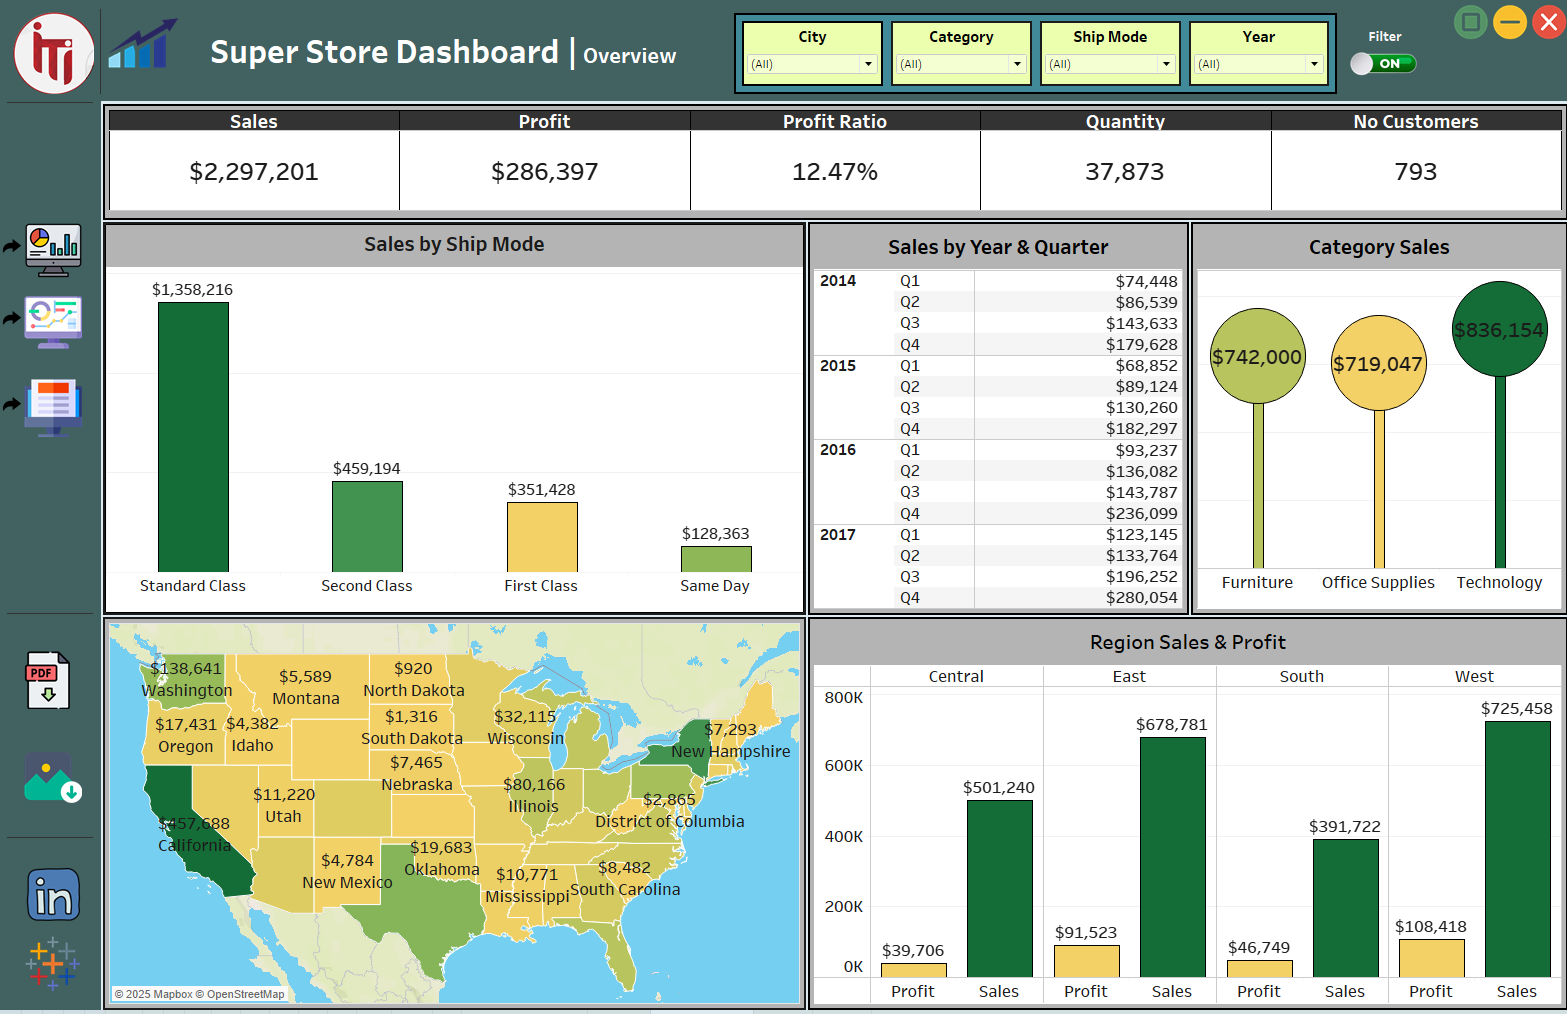 iTi
Super Store Dashboard | Overview
City
(All)
Category
(All)
Ship Mode
(All)
Year
(All)
Filter
ON
Sales
Profit
Profit Ratio
Quantity
No Customers
$2,297,201
$286,397
12.47%
37,873
793
Sales by Ship Mode
$1,358,216
$459,194
$351,428
$128,363
Standard Class
Second Class
First Class
Same Day
Sales by Year & Quarter
2014 Q1 $74,448
Q2 $86,539
Q3 $143,633
Q4 $179,628
2015 Q1 $68,852
Q2 $89,124
Q3 $130,260
Q4 $182,297
2016 Q1 $93,237
Q2 $136,082
Q3 $143,787
Q4 $236,099
2017 Q1 $123,145
Q2 $133,764
Q3 $196,252
Q4 $280,054
Category Sales
$742,000
$719,047
$836,154
Furniture
Office Supplies
Technology
PDF
in
$138,641
Washington
$5,589
Montana
$920
North Dakota
$17,431
Oregon
$4,382
Idaho
$1,316
South Dakota
$32,115
Wisconsin
$7,293
New Hampshire
$7,465
Nebraska
$11,220
Utah
$80,166
Illinois
$2,865
District of Columbia
$457,688
California
$4,784
New Mexico
$19,683
Oklahoma
$10,771
Mississippi
$8,482
South Carolina
© 2025 Mapbox © OpenStreetMap
Region Sales & Profit
Central
East
South
West
800K
600K
400K
200K
0K
$39,706
$501,240
$91,523
$678,781
$46,749
$391,722
$108,418
$725,458
Profit
Sales
Profit
Sales
Profit
Sales
Profit
Sales